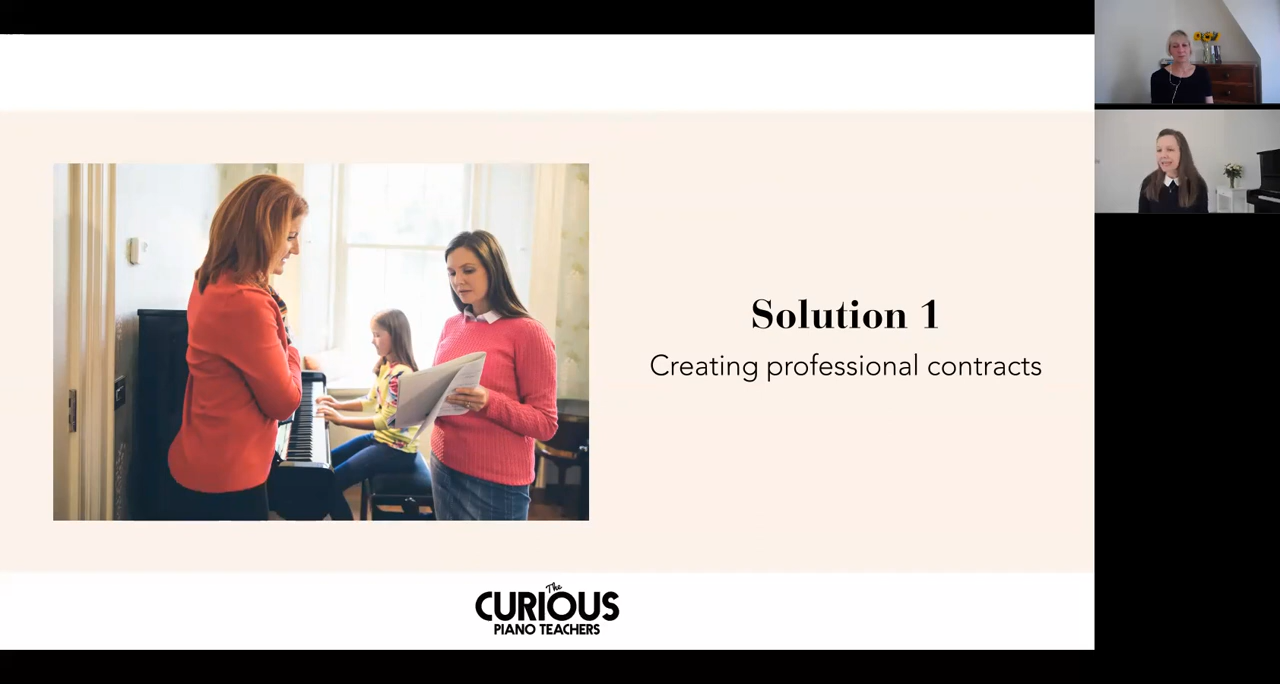 Solution 1
Creating professional contracts
The
CURIOUS
PIANO TEACHERS